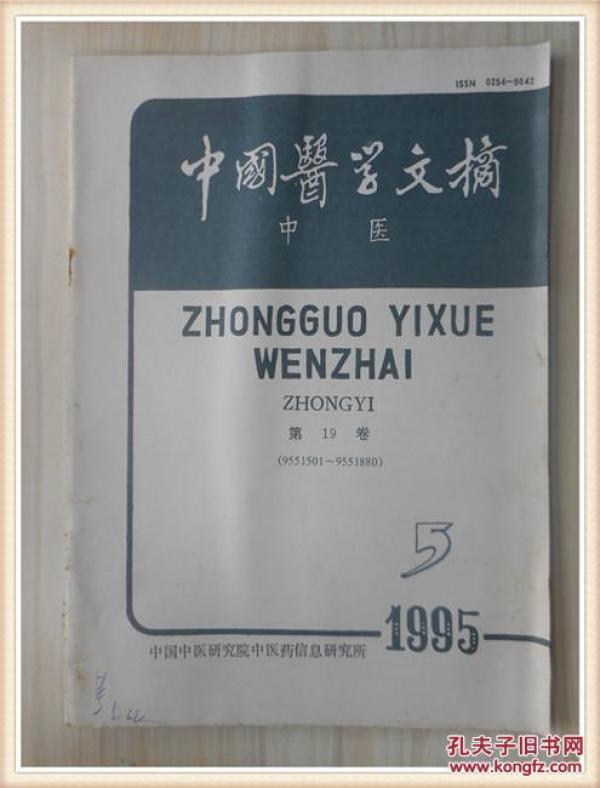 ISSN 0254—9042
中國醫学文摘
中医
ZHONGGUO YIXUE
WENZHAI
ZHONGYI
第 19 卷
(9551501～9551880)
5
1995
中国中医研究院中医药信息研究所
孔夫子旧书网
www.kongfz.com